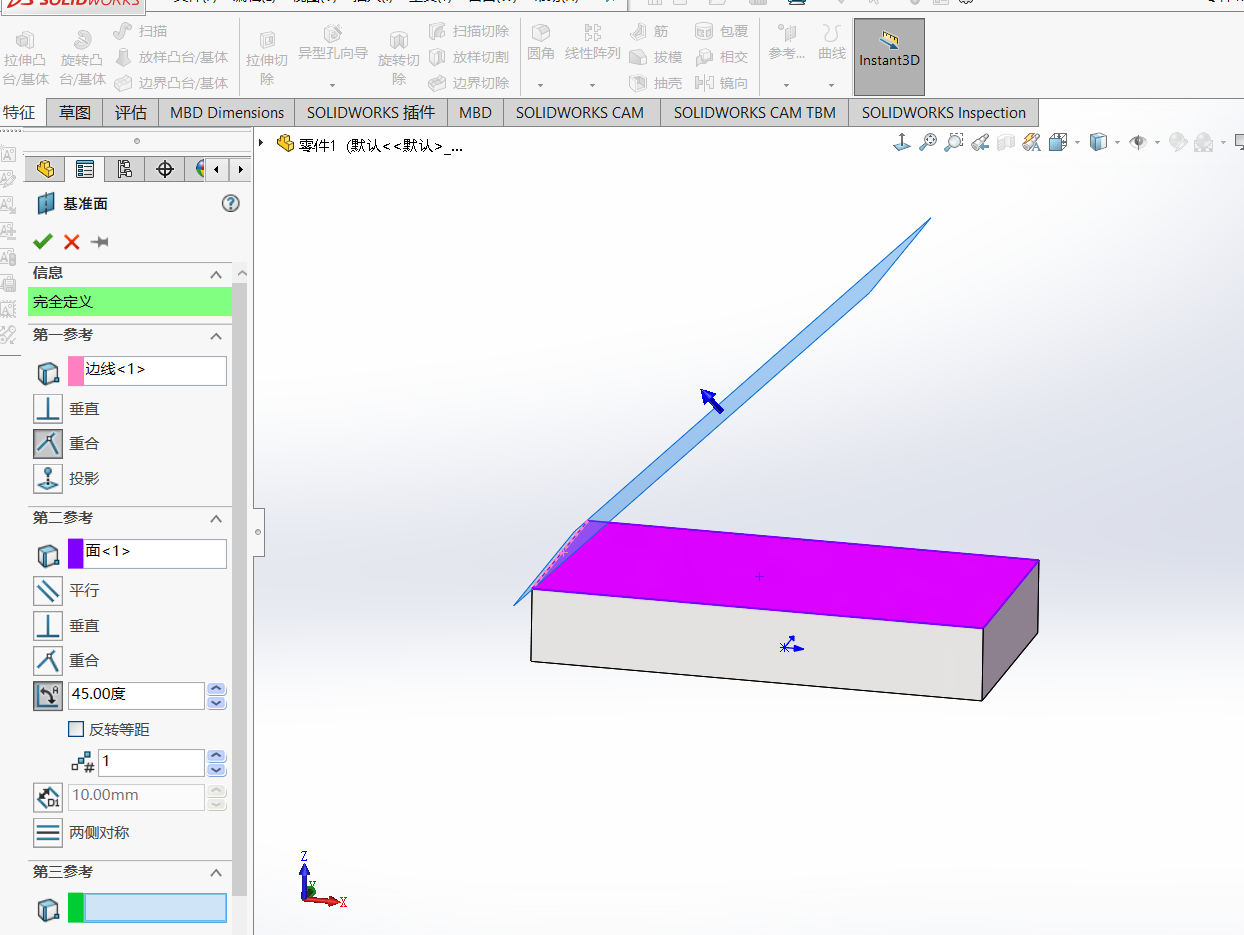 SOLIDWORKS
拉伸凸台/基体
旋转凸台/基体
扫描
放样凸台/基体
边界凸台/基体
拉伸切除
异型孔向导
旋转切除
扫描切除
放样切割
边界切除
圆角
线性阵列
筋
拔模
抽壳
包覆
相交
镜向
参考...
曲线
Instant3D
特征 草图 评估 MBD Dimensions SOLIDWORKS 插件 MBD SOLIDWORKS CAM SOLIDWORKS CAM TBM SOLIDWORKS Inspection
零件1 (默认<<默认>_...
基准面
信息
完全定义
第一参考
边线<1>
垂直
重合
投影
第二参考
面<1>
平行
垂直
重合
45.00度
反转等距
1
10.00mm
两侧对称
第三参考
Z
Y
X